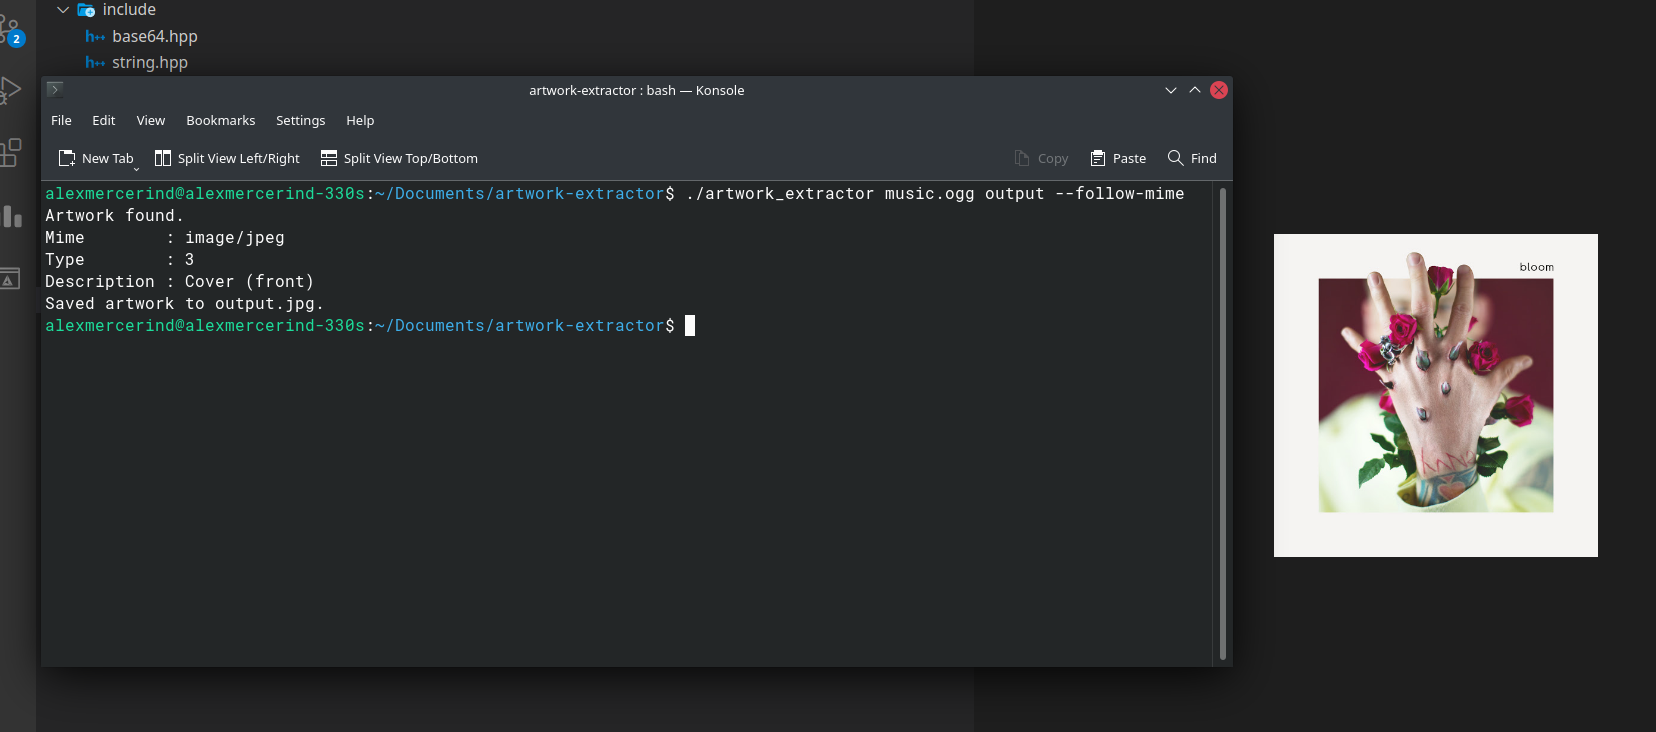 include
2
base64.hpp
string.hpp
artwork-extractor : bash — Konsole
File Edit View Bookmarks Settings Help
New Tab Split View Left/Right Split View Top/Bottom Copy Paste Find
alexmercerind@alexmercerind-330s:~/Documents/artwork-extractor$ ./artwork_extractor music.ogg output --follow-mime
Artwork found.
Mime : image/jpeg
Type : 3
Description : Cover (front)
Saved artwork to output.jpg.
alexmercerind@alexmercerind-330s:~/Documents/artwork-extractor$
bloom